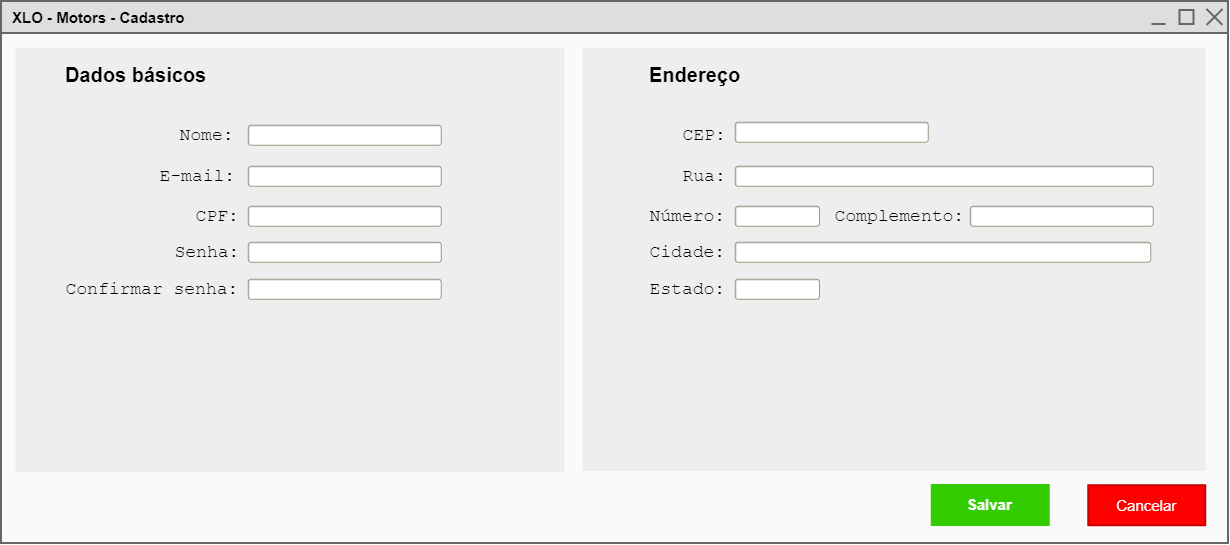 XLO - Motors - Cadastro
Dados básicos
Nome:
E-mail:
CPF:
Senha:
Confirmar senha:
Endereço
CEP:
Rua:
Número: Complemento:
Cidade:
Estado:
Salvar Cancelar